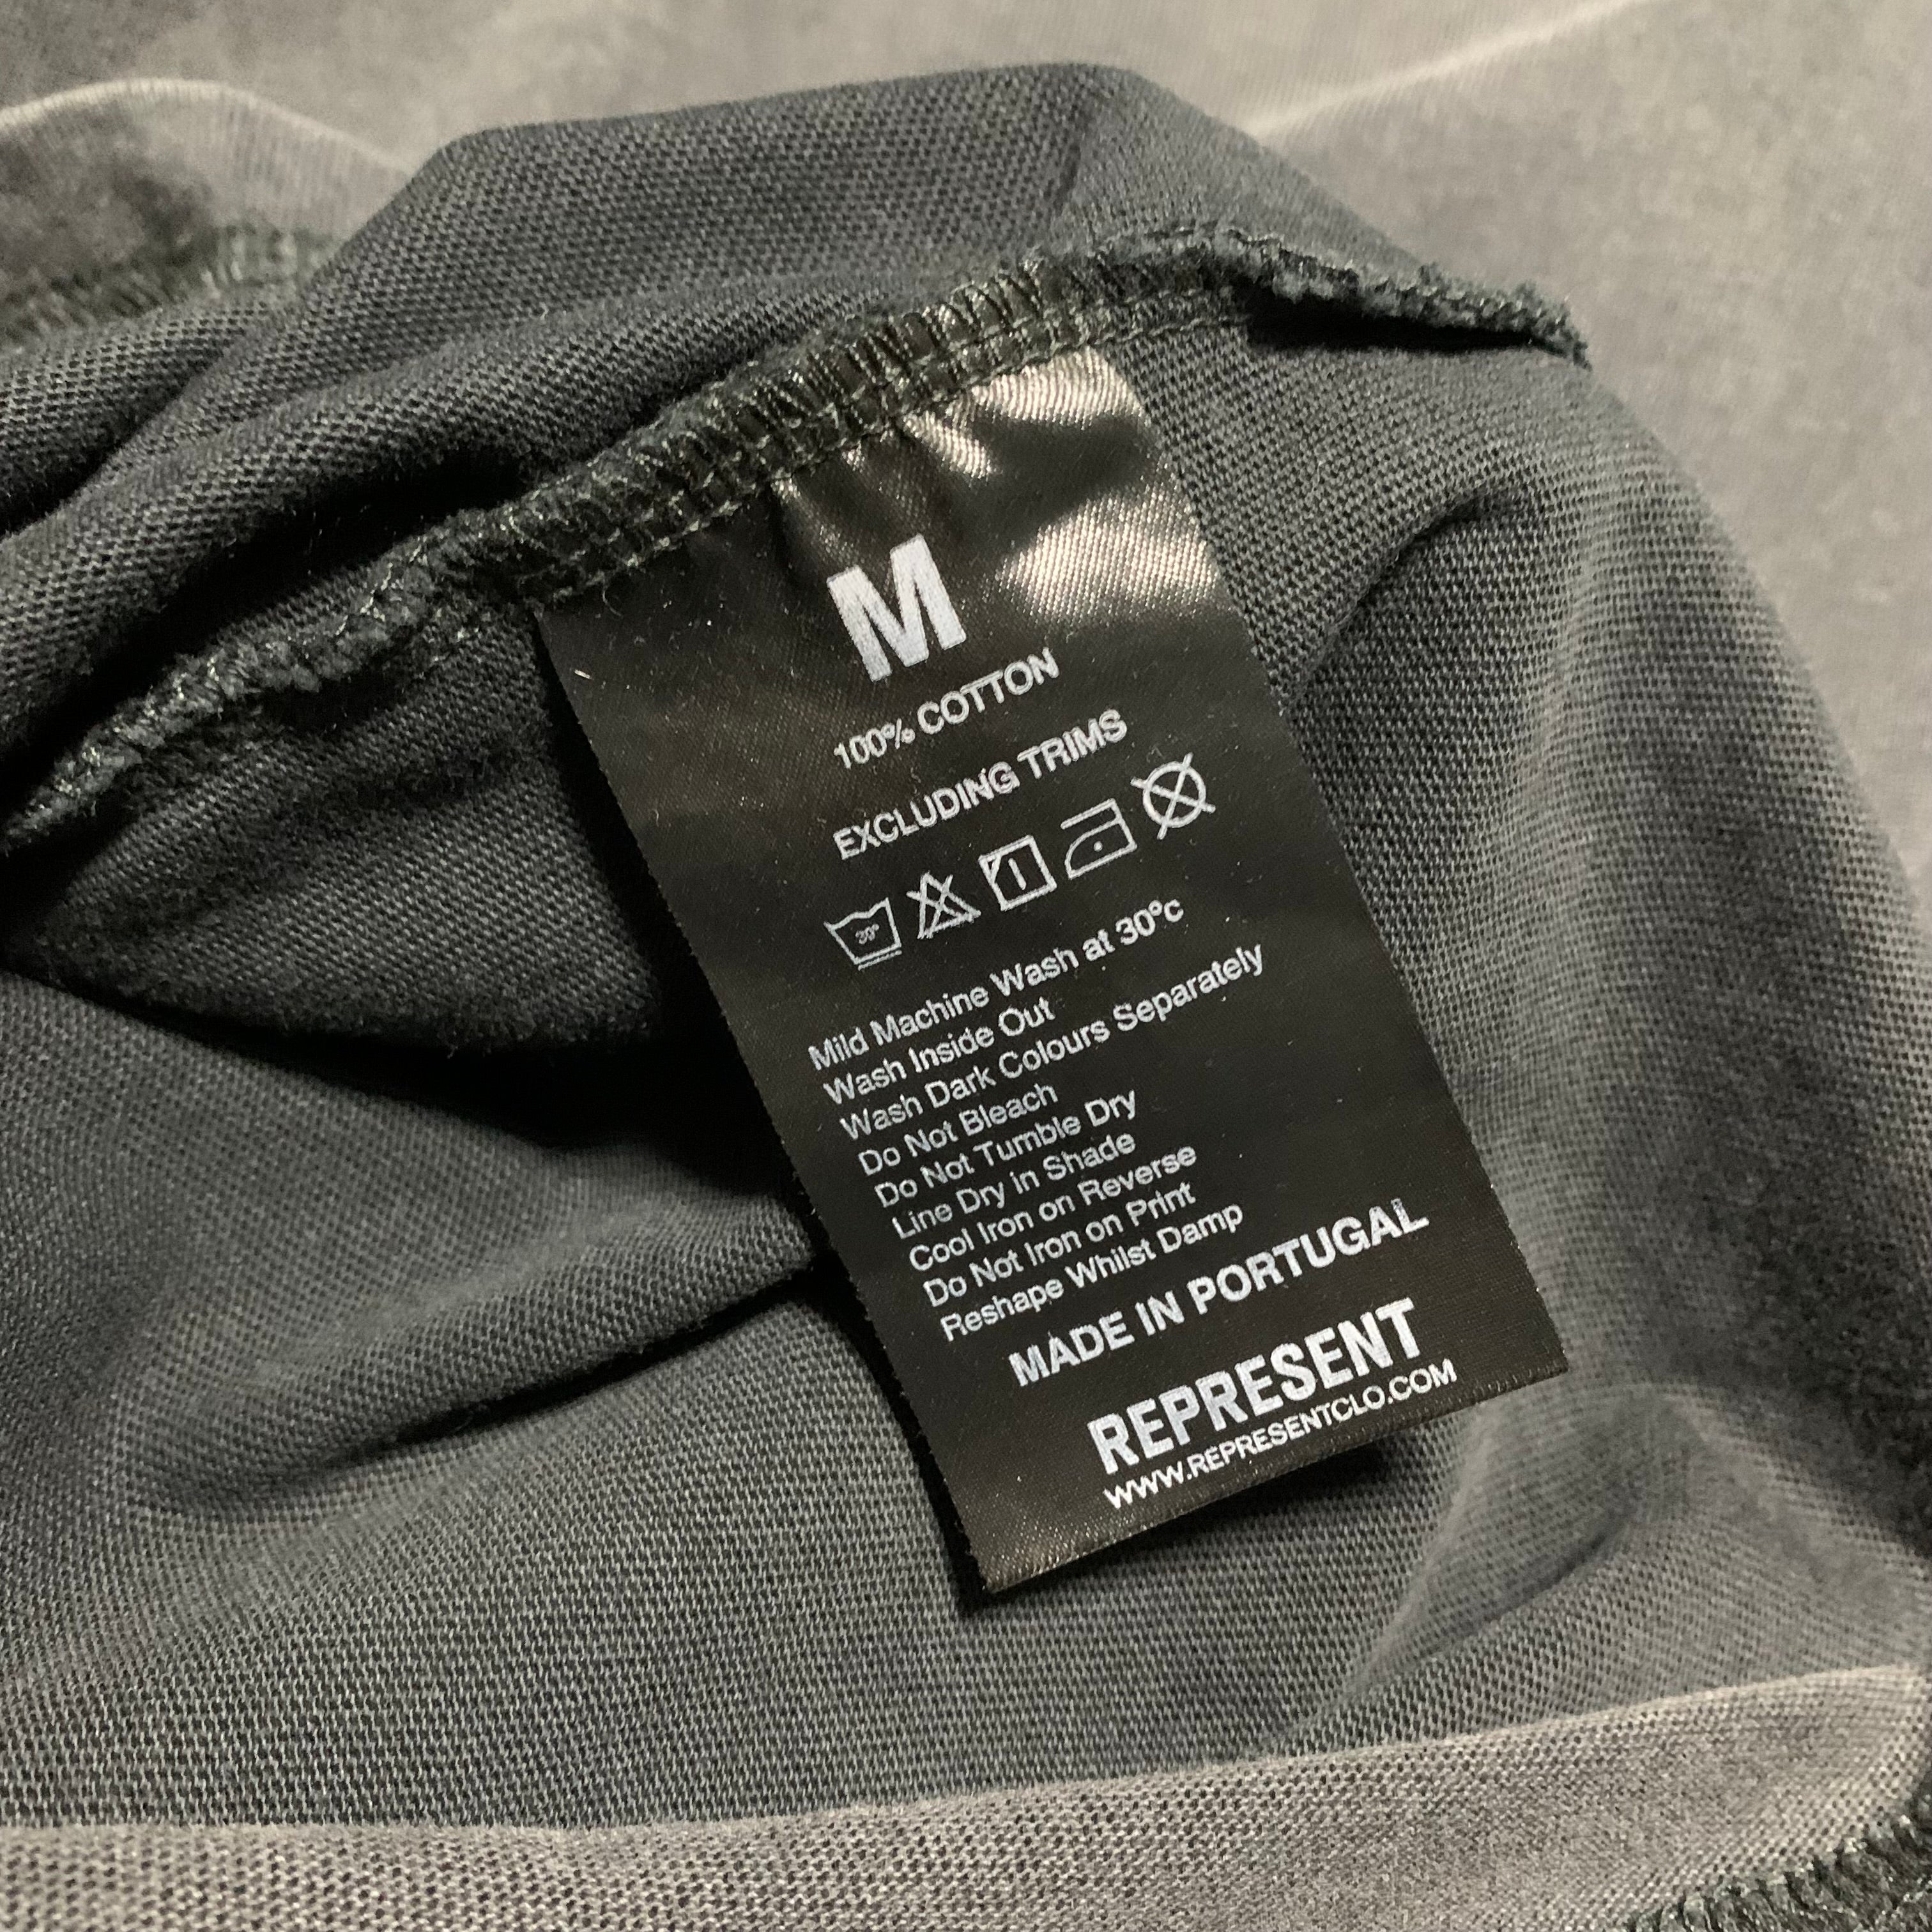 M
100% COTTON
EXCLUDING TRIMS
30°
Mild Machine Wash at 30°c
Wash Inside Out
Wash Dark Colours Separately
Do Not Bleach
Do Not Tumble Dry
Line Dry in Shade
Cool Iron on Reverse
Do Not Iron on Print
Reshape Whilst Damp
MADE IN PORTUGAL
REPRESENT
WWW.REPRESENTCLO.COM